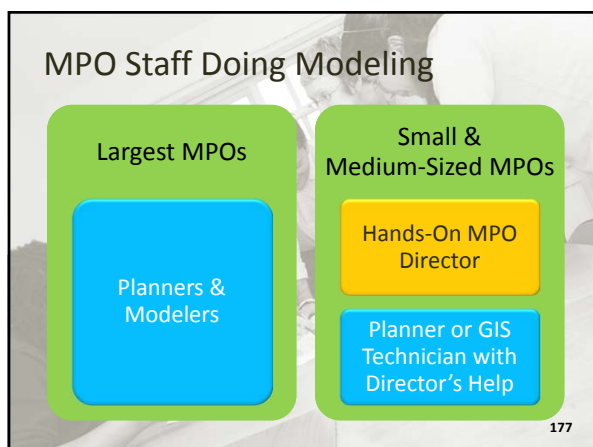 MPO Staff Doing Modeling
Largest MPOs
Planners &
Modelers
Small &
Medium-Sized MPOs
Hands-On MPO
Director
Planner or GIS
Technician with
Director's Help
177